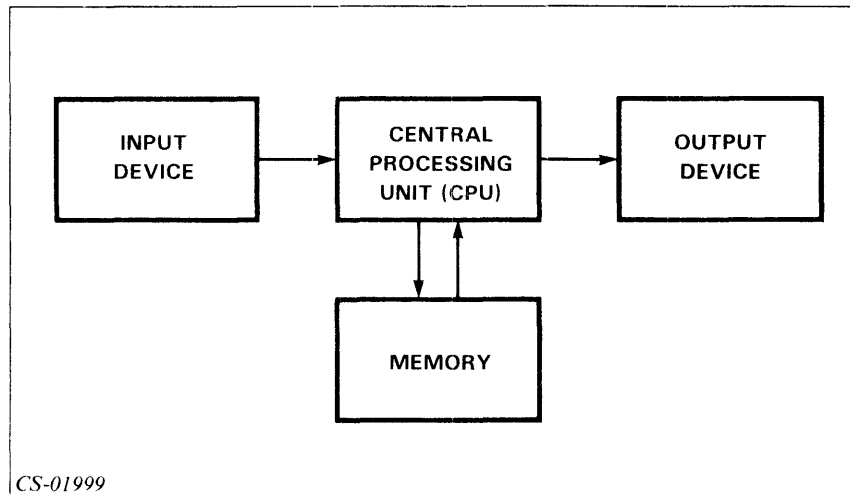 INPUT
DEVICE
CENTRAL
PROCESSING
UNIT (CPU)
OUTPUT
DEVICE
MEMORY
CS-01999